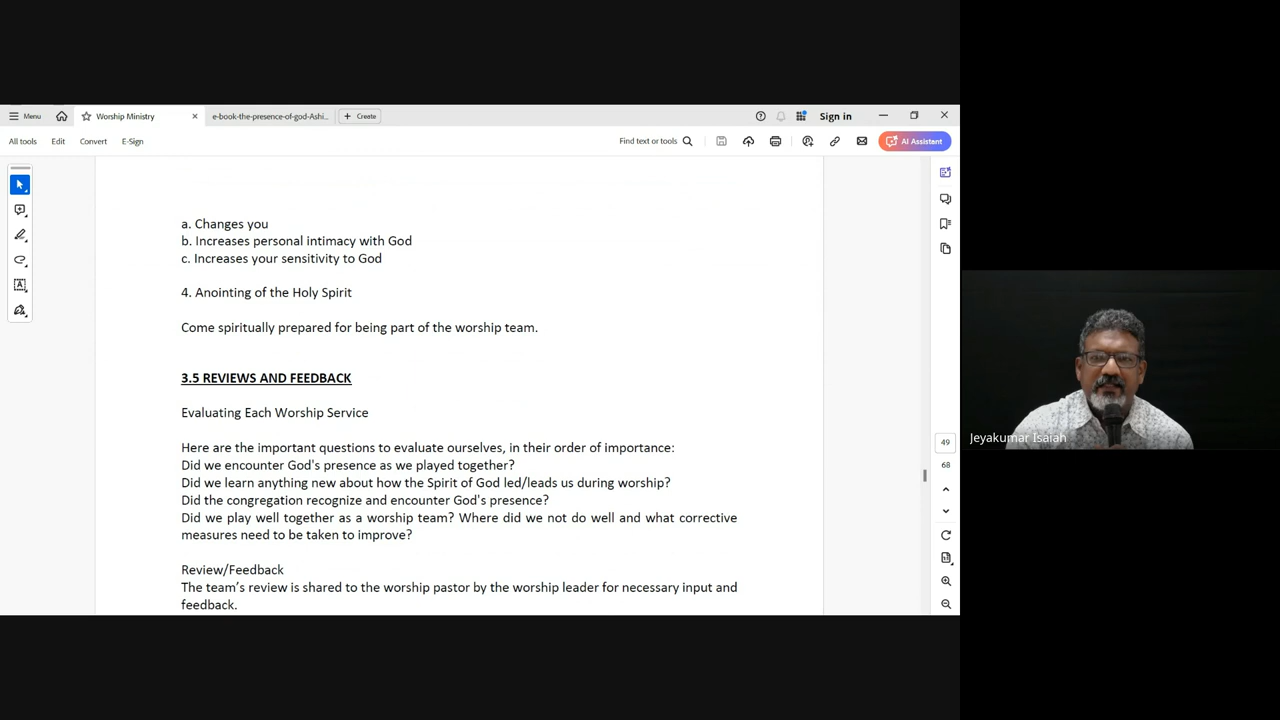 Menu
Worship Ministry
e-book-the-presence-of-god-Ashi...
Create
Sign in
All tools
Edit
Convert
E-Sign
Find text or tools
AI Assistant
a. Changes you
b. Increases personal intimacy with God
c. Increases your sensitivity to God
4. Anointing of the Holy Spirit
Come spiritually prepared for being part of the worship team.
3.5 REVIEWS AND FEEDBACK
Evaluating Each Worship Service
Here are the important questions to evaluate ourselves, in their order of importance:
Did we encounter God's presence as we played together?
Did we learn anything new about how the Spirit of God led/leads us during worship?
Did the congregation recognize and encounter God's presence?
Did we play well together as a worship team? Where did we not do well and what corrective
measures need to be taken to improve?
Review/Feedback
The team’s review is shared to the worship pastor by the worship leader for necessary input and
feedback.
49
68
Jeyakumar Isaiah